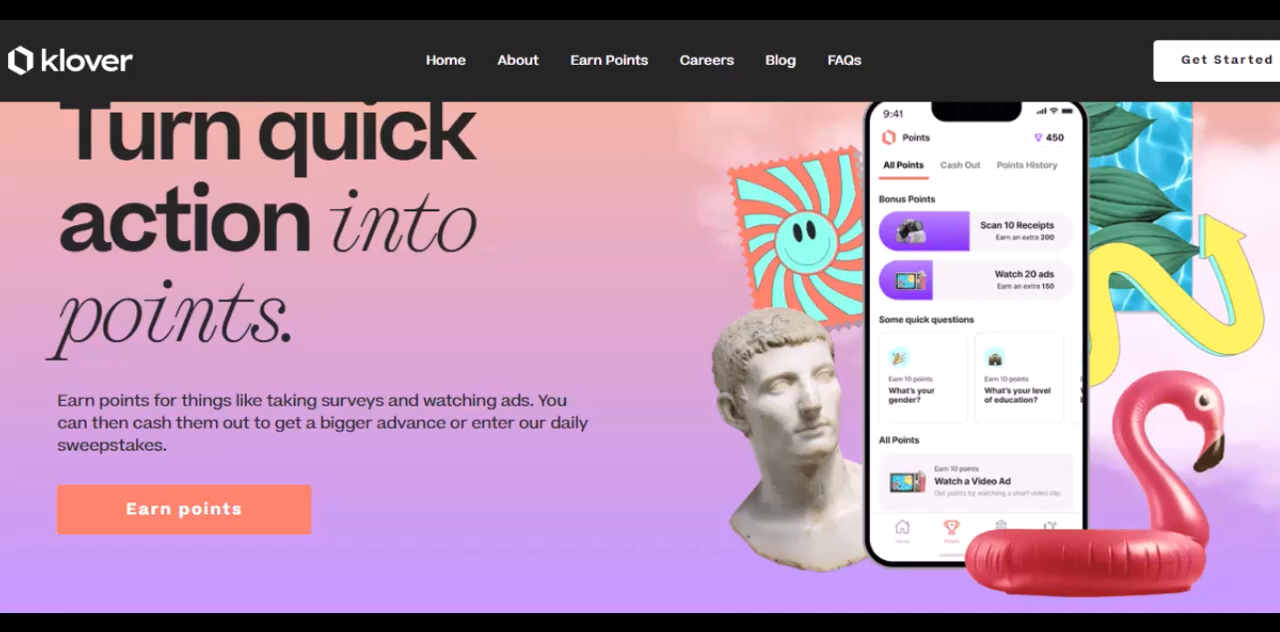 klover
Home
About
Earn Points
Careers
Blog
FAQs
Get Started
Turn quick
action into
points.
Earn points for things like taking surveys and watching ads. You
can then cash them out to get a bigger advance or enter our daily
sweepstakes.
Earn points
9:41
Points
450
All Points
Cash Out
Points History
Bonus Points
Scan 10 Receipts
Earn an extra 200
Watch 20 ads
Earn an extra 150
Some quick questions
Earn 10 points
What's your
gender?
Earn 10 points
What's your level
of education?
All Points
Earn 10 points
Watch a Video Ad
Get points by watching a short video clip.
Home